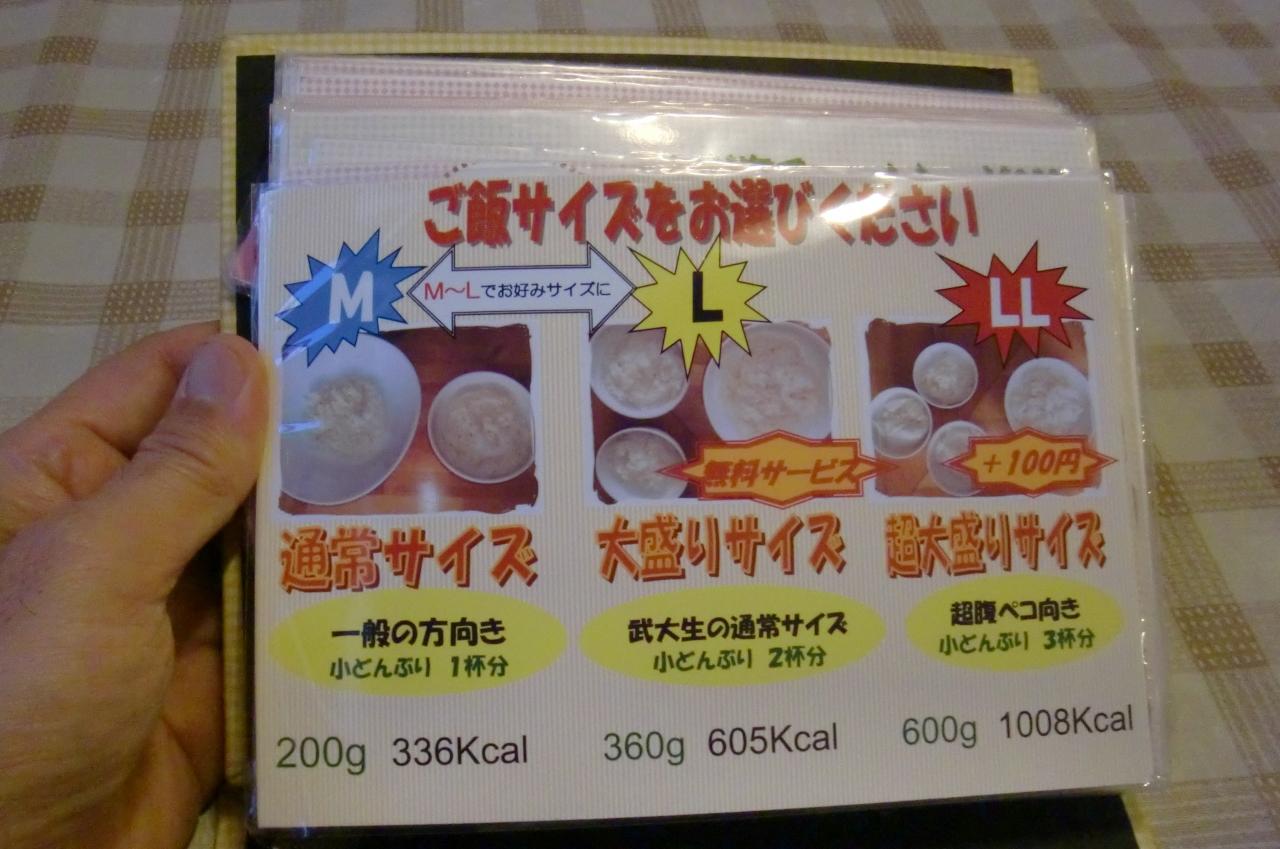 ご飯サイズをお選びください
M
M～Lでお好みサイズに
L
LL
無料サービス
＋100円
通常サイズ
大盛りサイズ
超大盛りサイズ
一般の方向き
小どんぶり 1杯分
武大生の通常サイズ
小どんぶり 2杯分
超腹ペコ向き
小どんぶり 3杯分
200g 336Kcal
360g 605Kcal
600g 1008Kcal